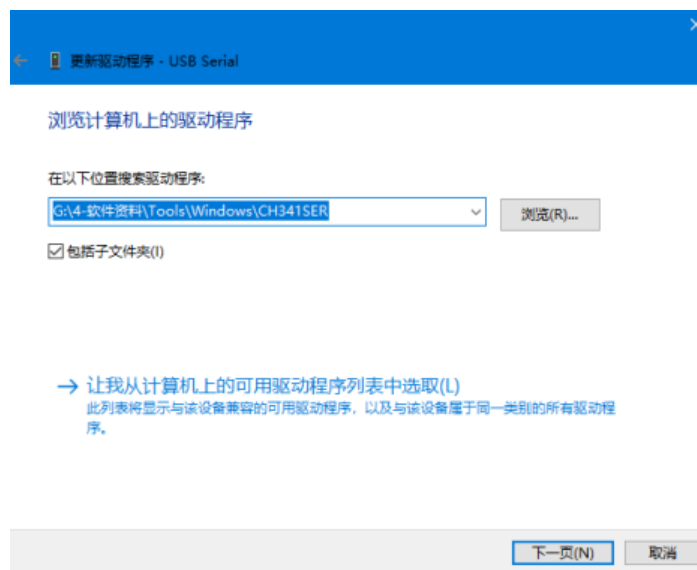 更新驱动程序 - USB Serial
浏览计算机上的驱动程序
在以下位置搜索驱动程序:
G:\4-软件资料\Tools\Windows\CH341SER
浏览(R)...
包括子文件夹(I)
让我从计算机上的可用驱动程序列表中选取(L)
此列表将显示与该设备兼容的可用驱动程序，以及与该设备属于同一类别的所有驱动程
序。
下一页(N)
取消